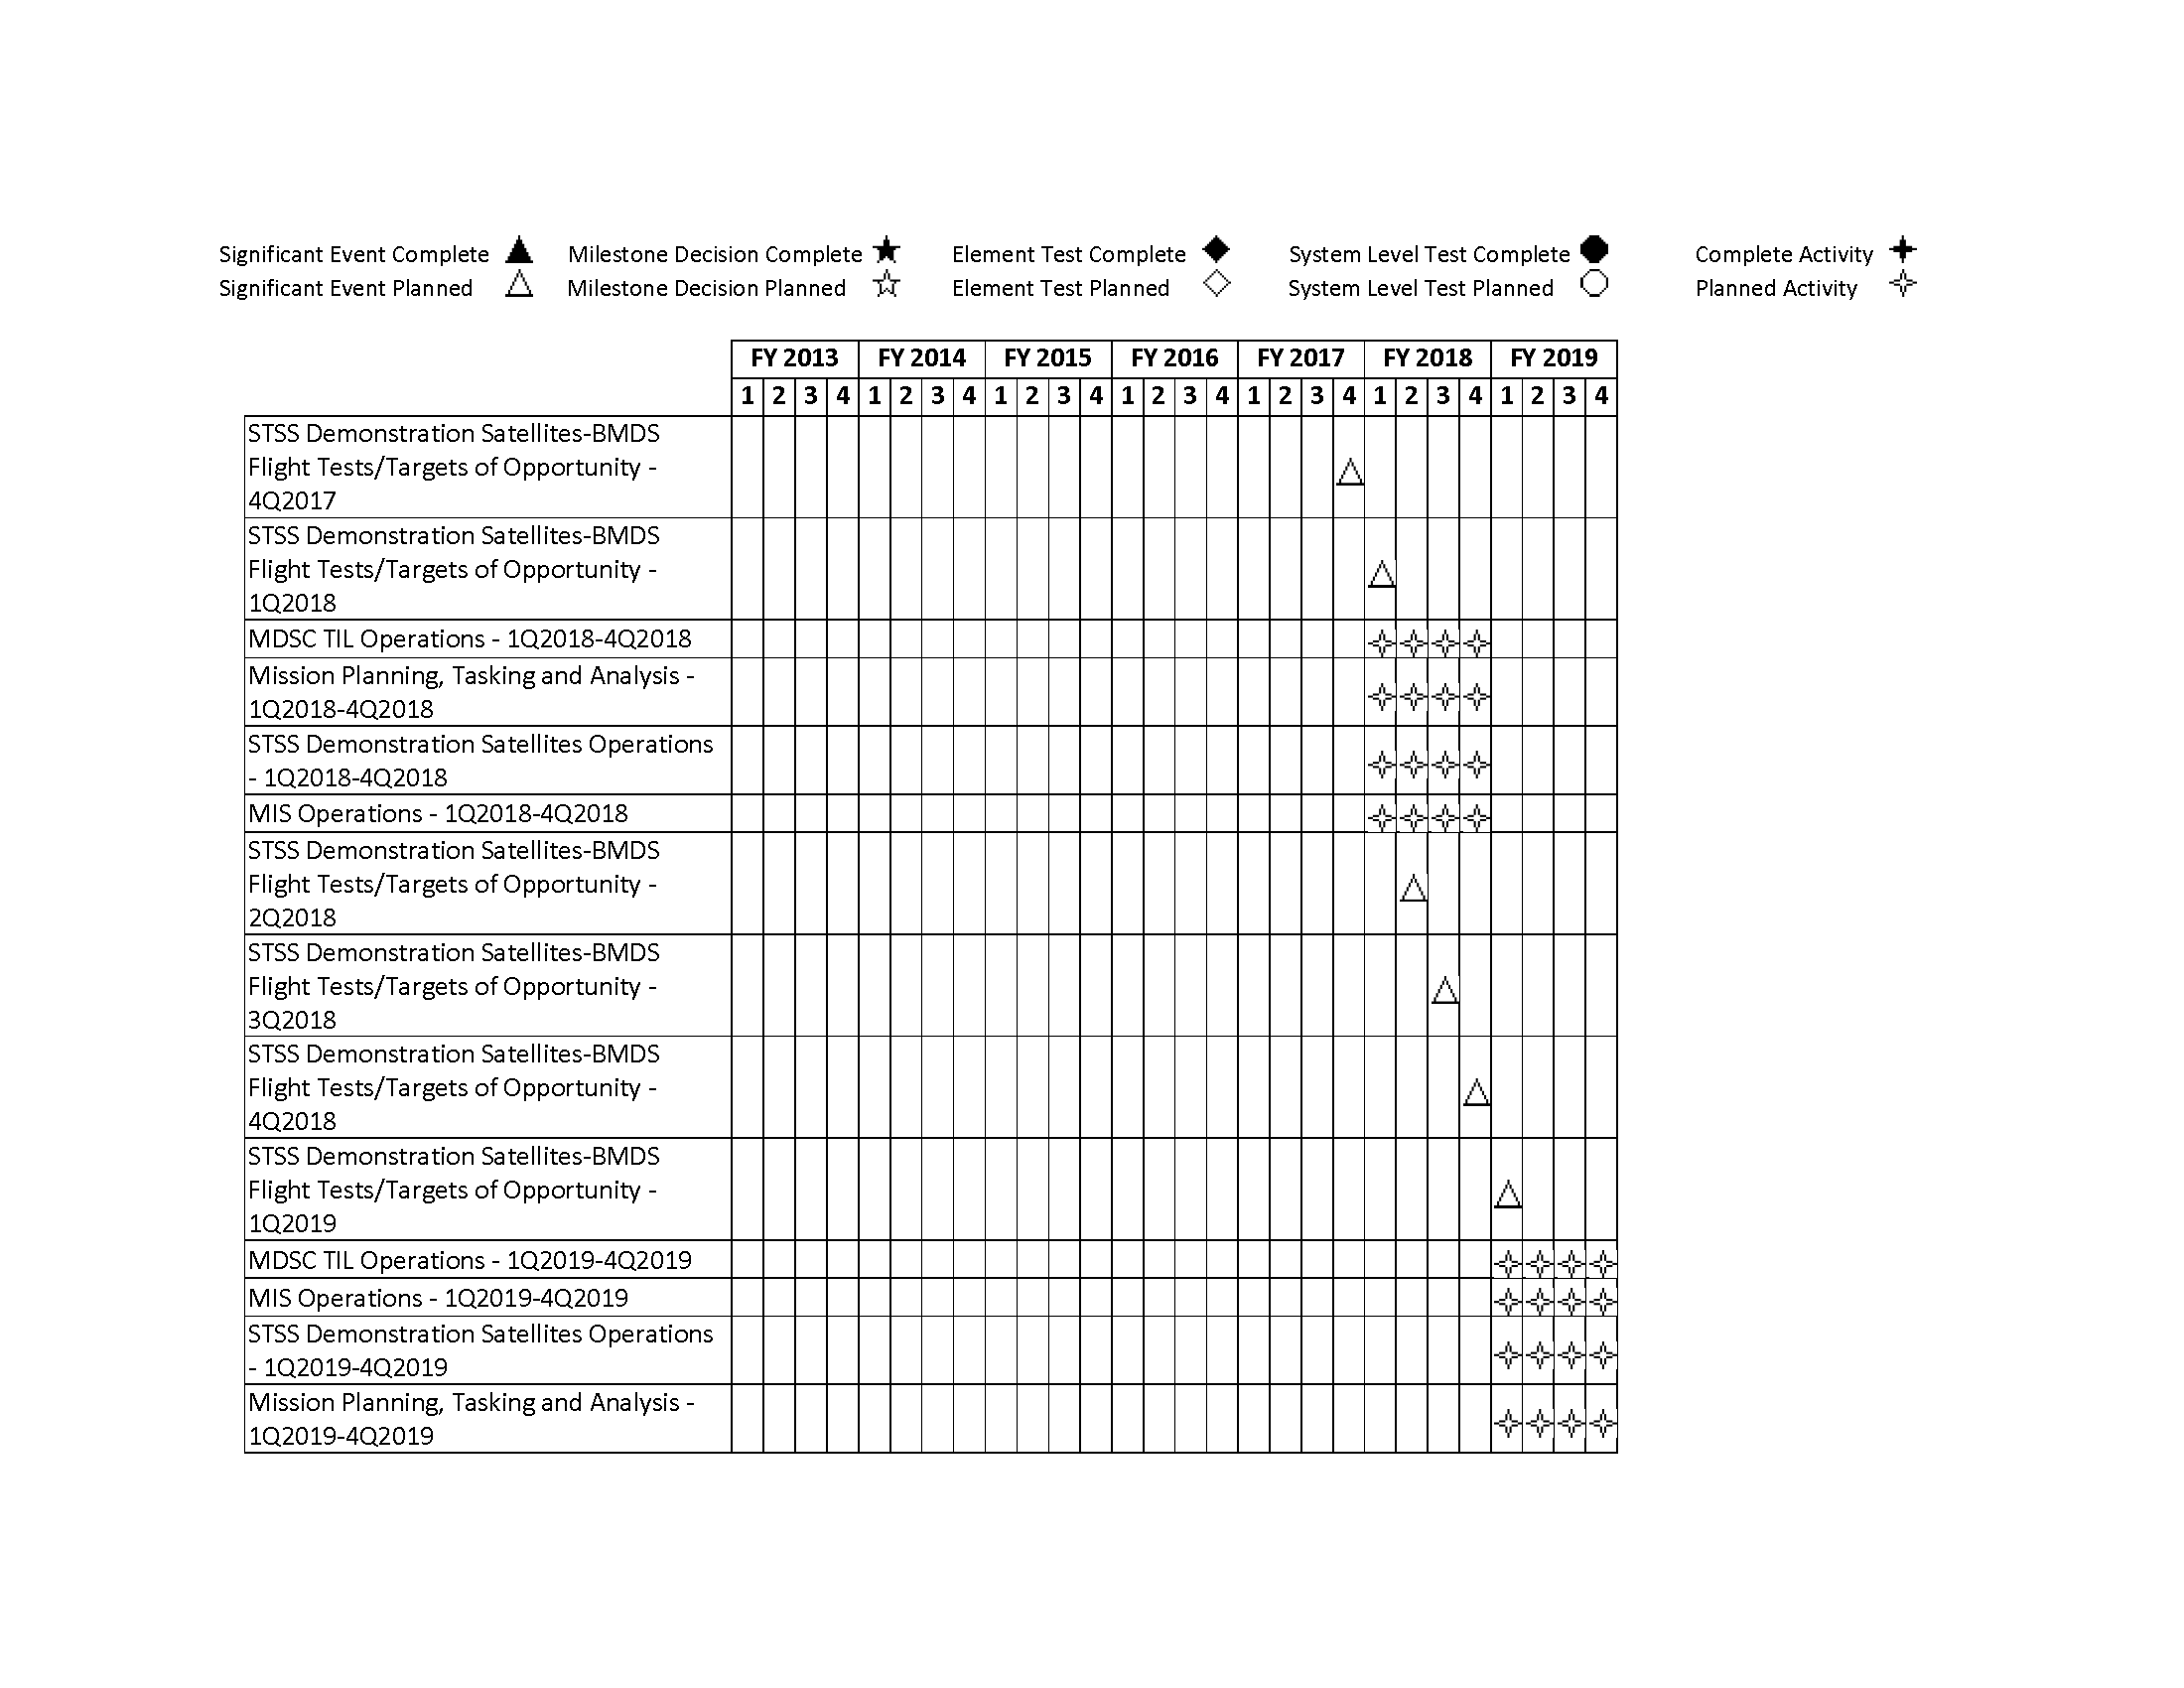 Significant Event Complete Milestone Decision Complete Element Test Complete System Level Test Complete Complete Activity
Significant Event Planned Milestone Decision Planned Element Test Planned System Level Test Planned Planned Activity
FY 2013 FY 2014 FY 2015 FY 2016 FY 2017 FY 2018 FY 2019
1 2 3 4 1 2 3 4 1 2 3 4 1 2 3 4 1 2 3 4 1 2 3 4 1 2 3 4
STSS Demonstration Satellites-BMDS
Flight Tests/Targets of Opportunity -
4Q2017
STSS Demonstration Satellites-BMDS
Flight Tests/Targets of Opportunity -
1Q2018
MDSC TIL Operations - 1Q2018-4Q2018
Mission Planning, Tasking and Analysis -
1Q2018-4Q2018
STSS Demonstration Satellites Operations
- 1Q2018-4Q2018
MIS Operations - 1Q2018-4Q2018
STSS Demonstration Satellites-BMDS
Flight Tests/Targets of Opportunity -
2Q2018
STSS Demonstration Satellites-BMDS
Flight Tests/Targets of Opportunity -
3Q2018
STSS Demonstration Satellites-BMDS
Flight Tests/Targets of Opportunity -
4Q2018
STSS Demonstration Satellites-BMDS
Flight Tests/Targets of Opportunity -
1Q2019
MDSC TIL Operations - 1Q2019-4Q2019
MIS Operations - 1Q2019-4Q2019
STSS Demonstration Satellites Operations
- 1Q2019-4Q2019
Mission Planning, Tasking and Analysis -
1Q2019-4Q2019